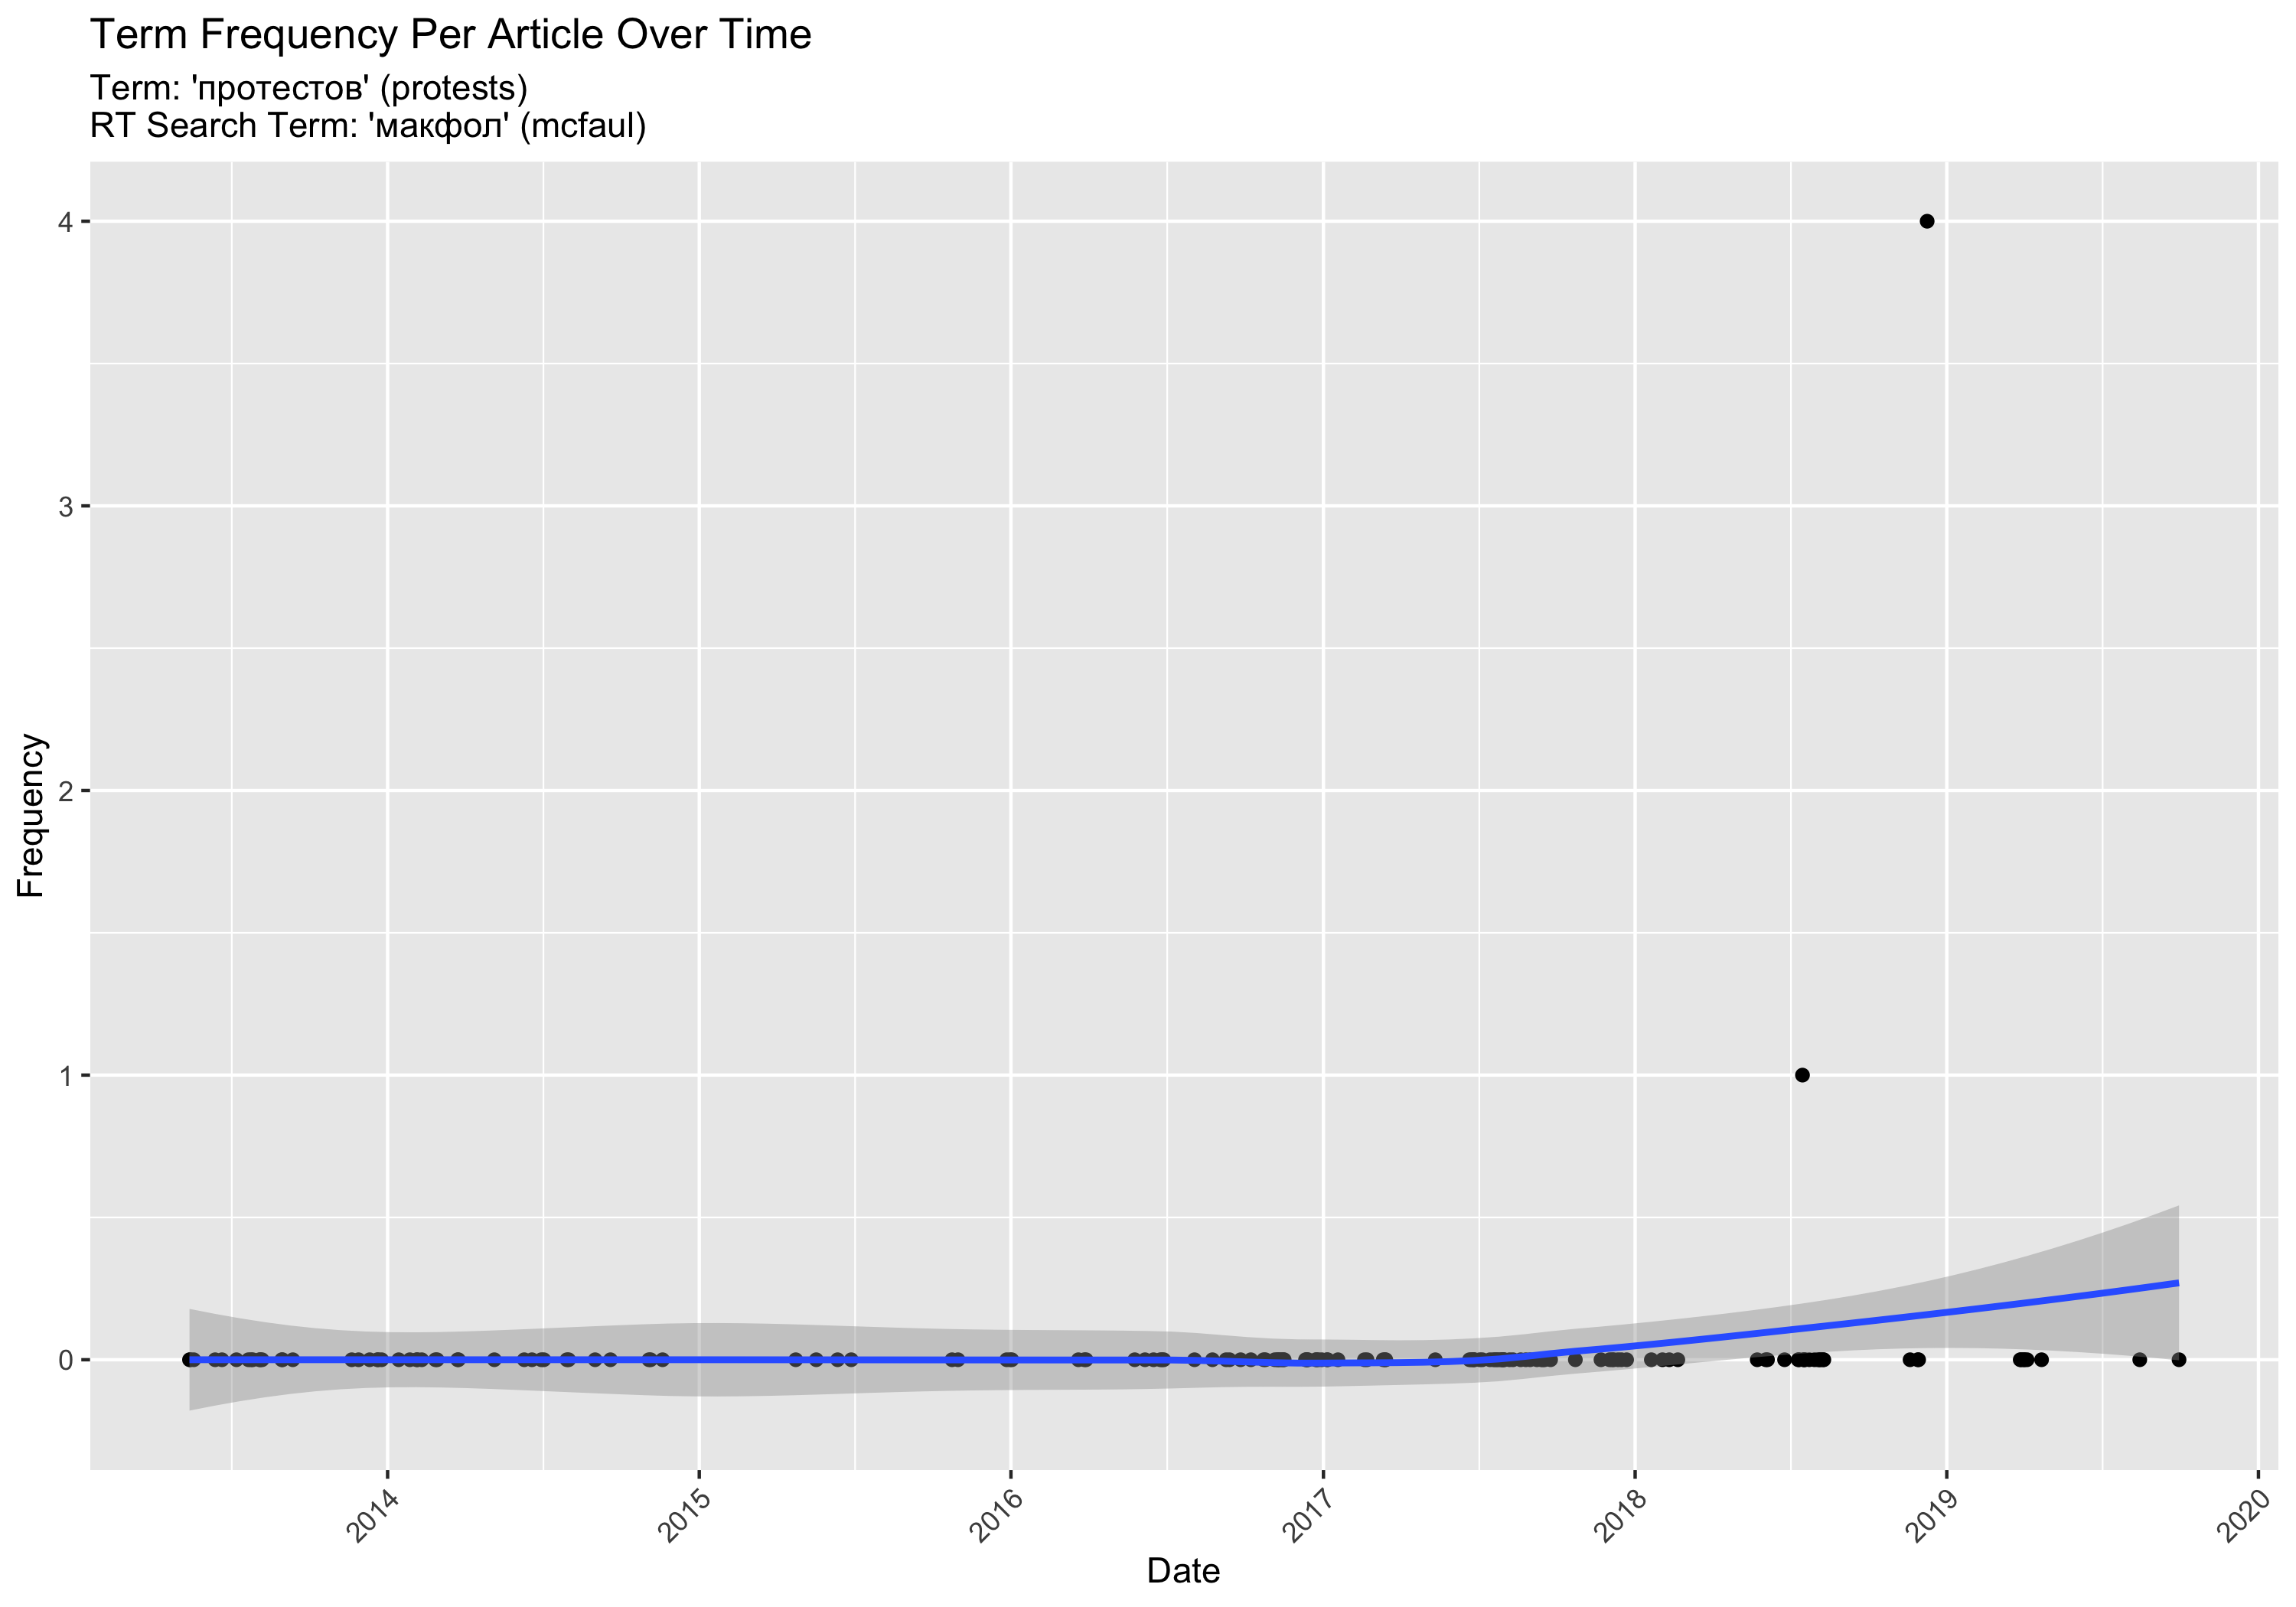 Term Frequency Per Article Over Time
Term: 'протестов' (protests)
RT Search Term: 'макфол' (mcfaul)
4
3
2
1
0
Frequency
2014
2015
2016
2017
2018
2019
2020
Date